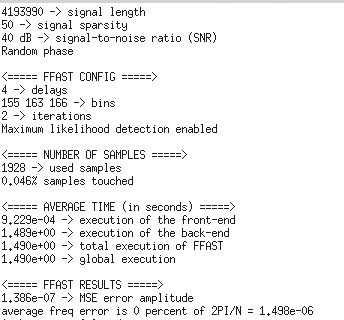 4193990 -> signal length
50 -> signal sparsity
40 dB -> signal-to-noise ratio (SNR)
Random phase
<===== FFAST CONFIG =====>
4 -> delays
155 163 166 -> bins
2 -> iterations
Maximum likelihood detection enabled
<===== NUMBER OF SAMPLES =====>
1928 -> used samples
0.046% samples touched
<===== AVERAGE TIME (in seconds) =====>
9.229e-04 -> execution of the front-end
1.489e+00 -> execution of the back-end
1.490e+00 -> total execution of FFAST
1.490e+00 -> global execution
<===== FFAST RESULTS =====>
1.386e-07 -> MSE error amplitude
average freq error is 0 percent of 2PI/N = 1.498e-06